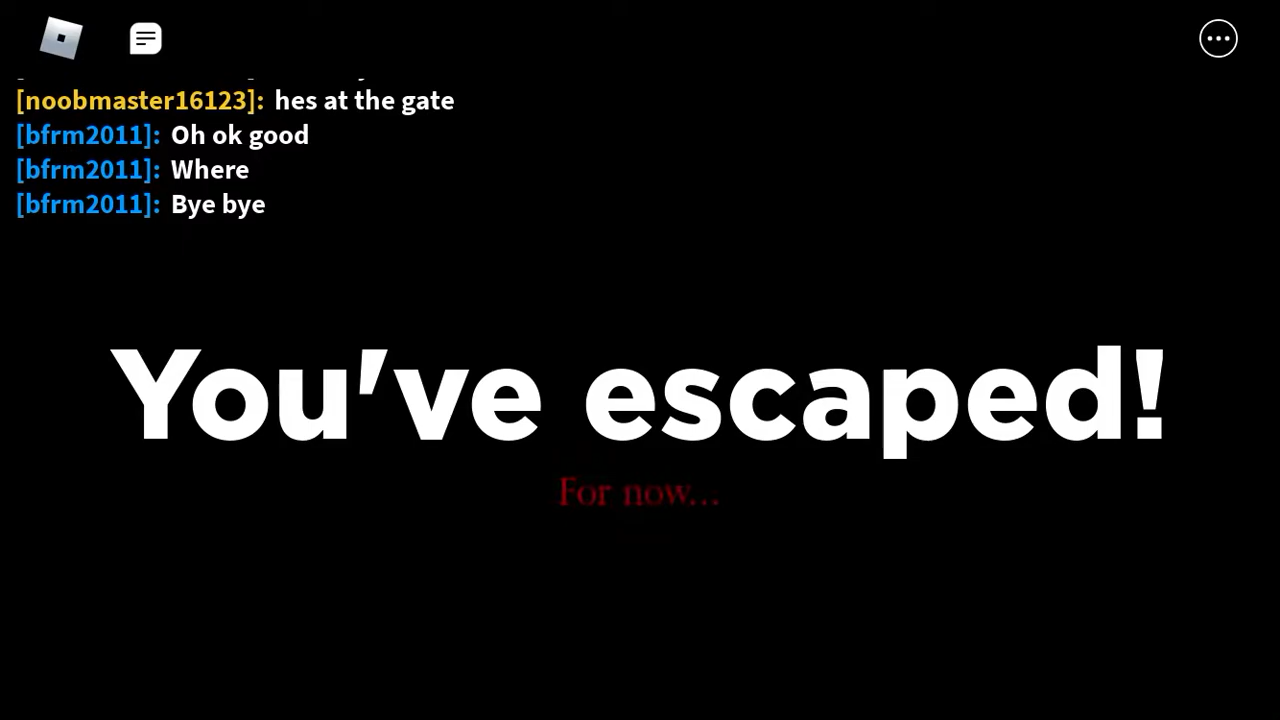 [noobmaster16123]: hes at the gate
[bfrm2011]: Oh ok good
[bfrm2011]: Where
[bfrm2011]: Bye bye
You've escaped!
For now...